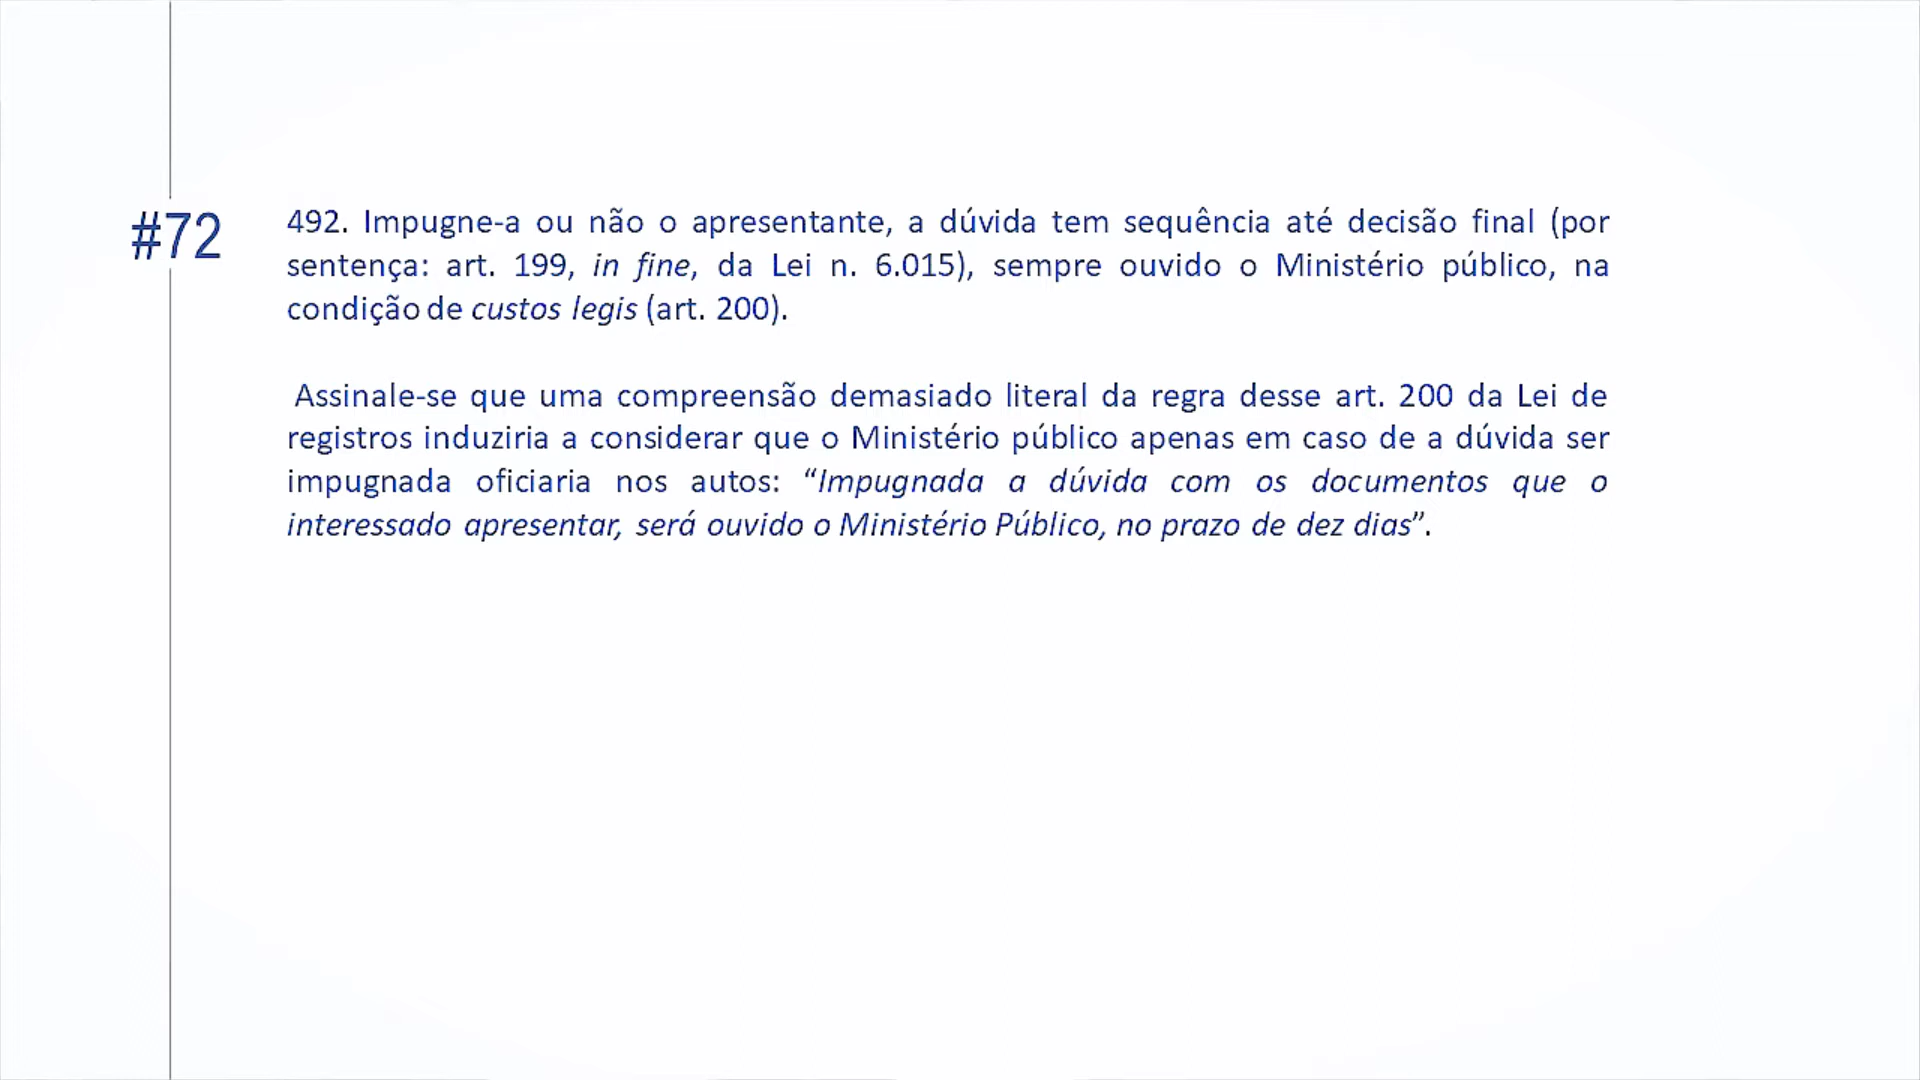 #72
492. Impugne-a ou não o apresentante, a dúvida tem sequência até decisão final (por
sentença: art. 199, in fine, da Lei n. 6.015), sempre ouvido o Ministério público, na
condição de custos legis (art. 200).
Assinale-se que uma compreensão demasiado literal da regra desse art. 200 da Lei de
registros induziria a considerar que o Ministério público apenas em caso de a dúvida ser
impugnada oficiaria nos autos: “Impugnada a dúvida com os documentos que o
interessado apresentar, será ouvido o Ministério Público, no prazo de dez dias”.